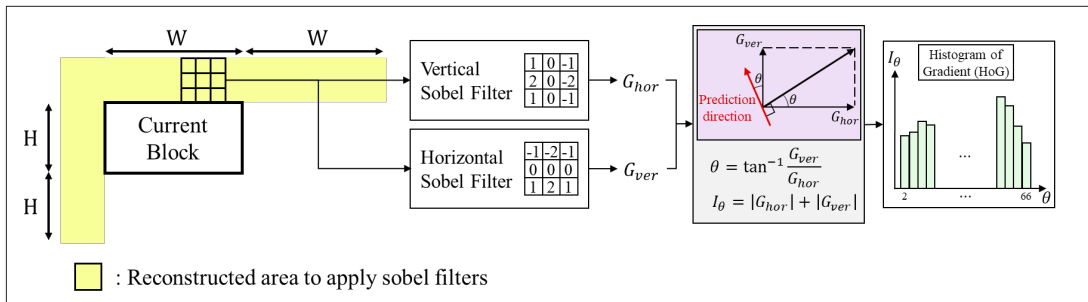 W
W
H
H
Current
Block
Vertical
Sobel Filter
1 0 -1
2 0 -2
1 0 -1
G_hor
Horizontal
Sobel Filter
-1 -2 -1
0 0 0
1 2 1
G_ver
G_ver
θ
Prediction
direction
θ
G_hor
θ = tan⁻¹ G_ver / G_hor
I_θ = |G_hor| + |G_ver|
I_θ
Histogram of
Gradient (HoG)
...
2 ... 66
θ
: Reconstructed area to apply sobel filters